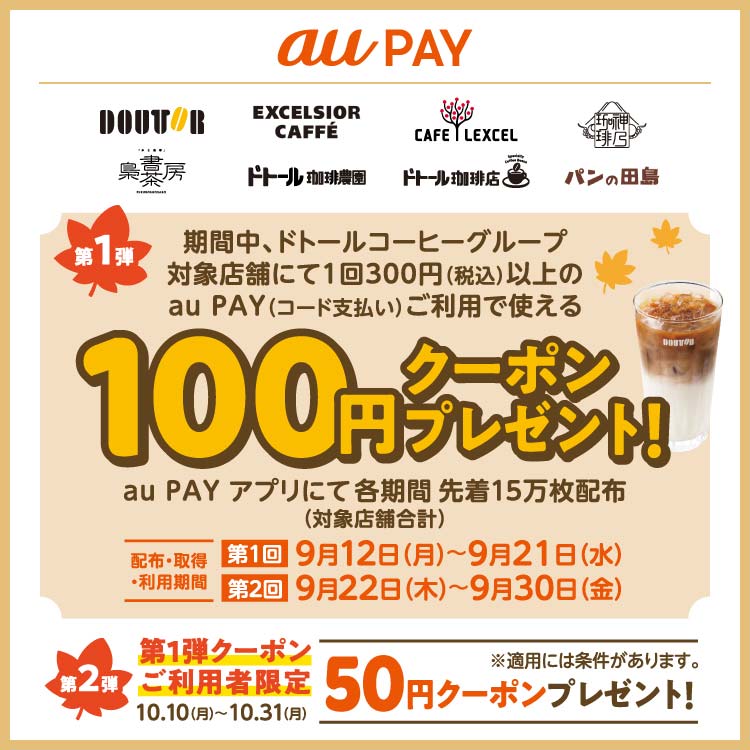 au PAY
DOUTOR
EXCELSIOR
CAFFÉ
CAFE LEXCEL
神乃珈琲
梟書茶房
ドトール珈琲農園
ドトール珈琲店
Specialty
Coffee Beans
パンの田島
第1弾
期間中、ドトールコーヒーグループ
対象店舗にて1回300円(税込)以上の
au PAY(コード支払い)ご利用で使える
100円クーポン
プレゼント!
DOUTOR
au PAY アプリにて各期間 先着15万枚配布
(対象店舗合計)
配布・取得
・利用期間
第1回 9月12日(月)〜9月21日(水)
第2回 9月22日(木)〜9月30日(金)
第2弾
第1弾クーポン
ご利用者限定
10.10(月)〜10.31(月)
※適用には条件があります。
50円クーポンプレゼント!